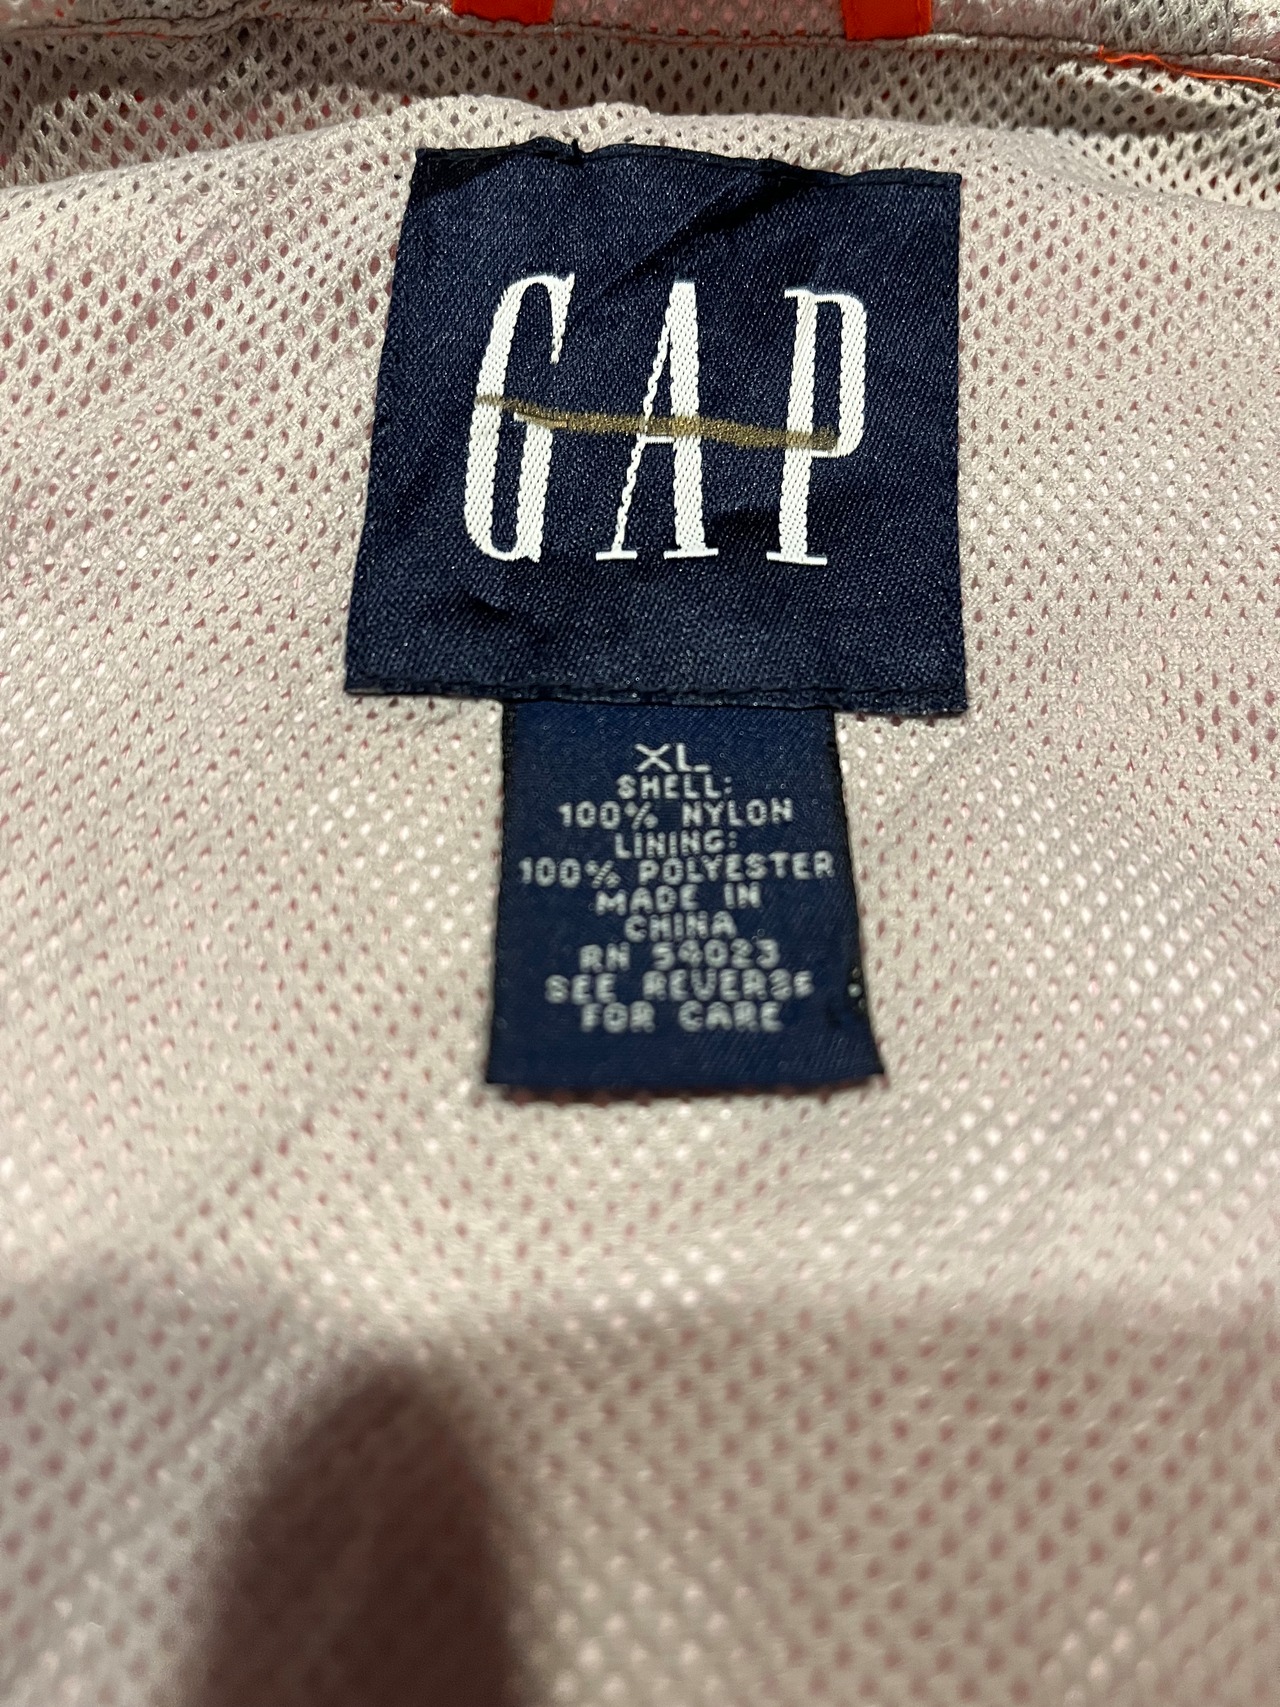 GAP
XL
SHELL:
100% NYLON
LINING:
100% POLYESTER
MADE IN
CHINA
RN 54023
SEE REVERSE
FOR CARE